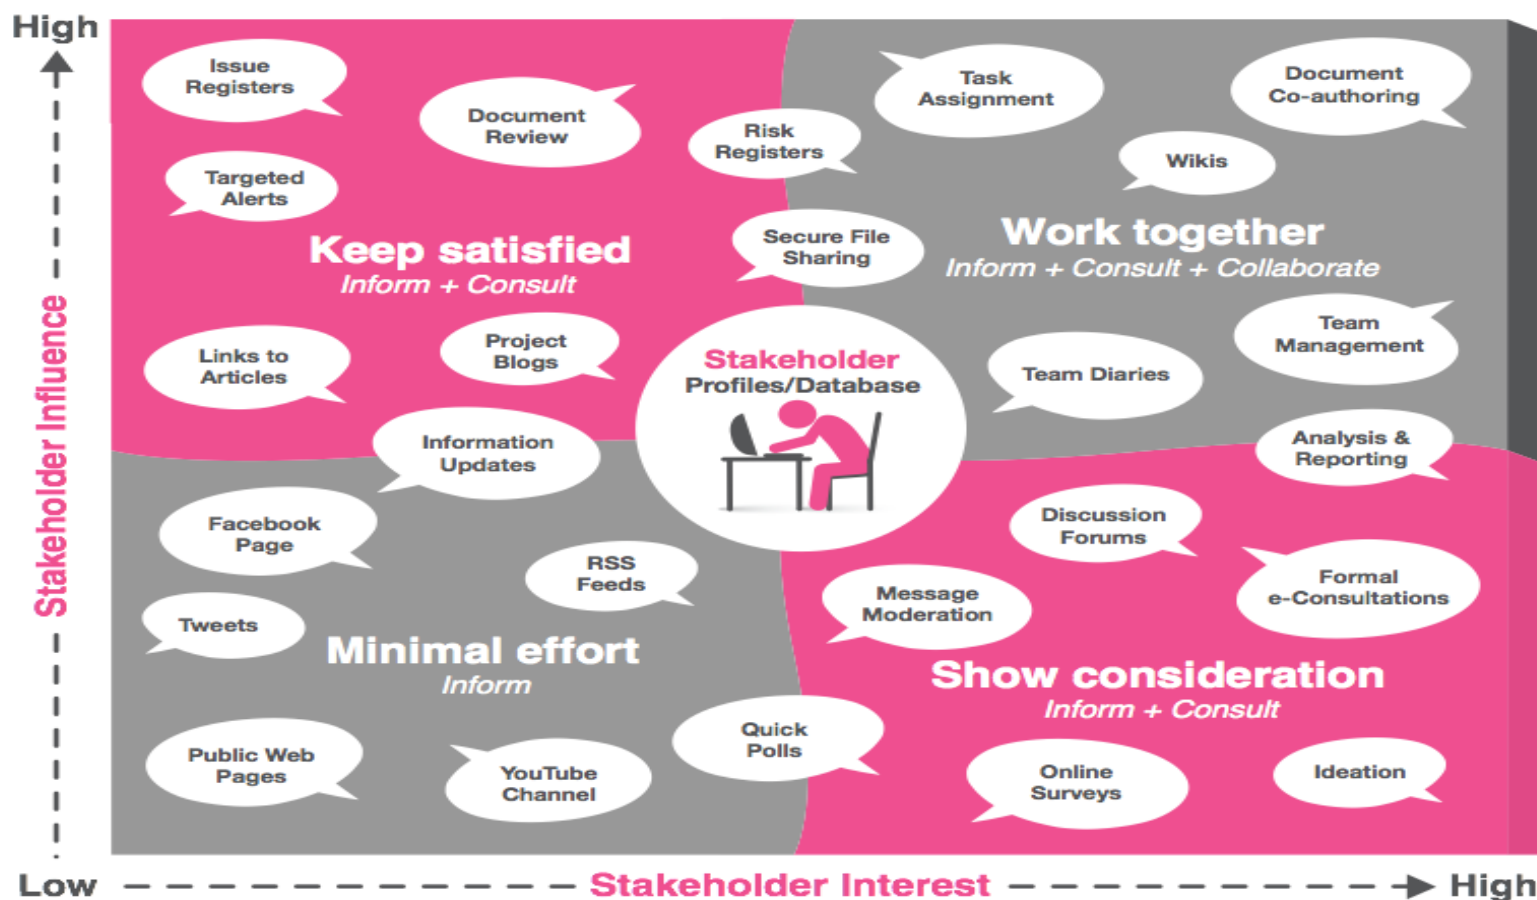 High
Issue
Registers
Document
Review
Risk
Registers
Task
Assignment
Document
Co-authoring
Wikis
Targeted
Alerts
Keep satisfied
Inform + Consult
Secure File
Sharing
Work together
Inform + Consult + Collaborate
Links to
Articles
Project
Blogs
Stakeholder
Profiles/Database
Team Diaries
Team
Management
Stakeholder Influence
Information
Updates
Analysis &
Reporting
Facebook
Page
RSS
Feeds
Discussion
Forums
Formal
e-Consultations
Message
Moderation
Tweets
Minimal effort
Inform
Show consideration
Inform + Consult
Public Web
Pages
YouTube
Channel
Quick
Polls
Online
Surveys
Ideation
Low
Stakeholder Interest
High